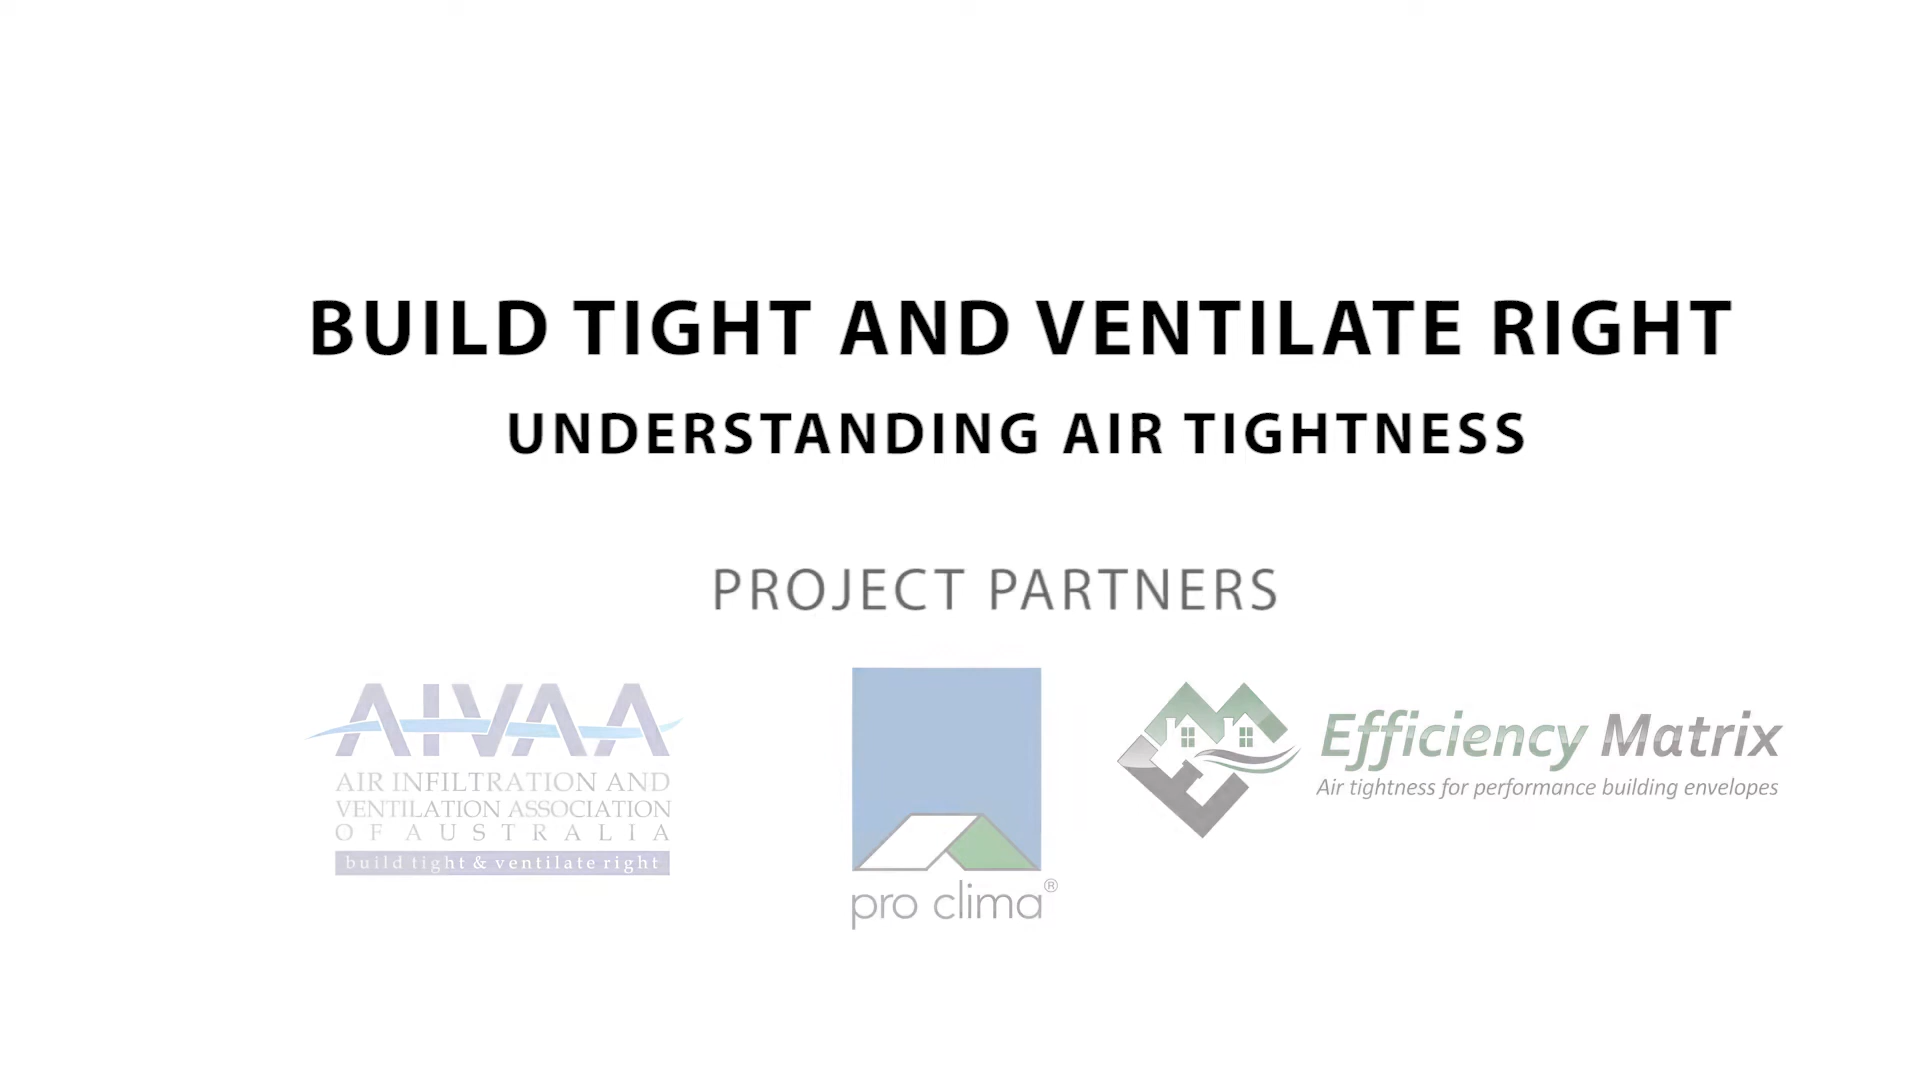 BUILD TIGHT AND VENTILATE RIGHT
UNDERSTANDING AIR TIGHTNESS
PROJECT PARTNERS
AIVAA
AIR INFILTRATION AND
VENTILATION ASSOCIATION
OF AUSTRALIA
build tight & ventilate right
pro clima®
Efficiency Matrix
Air tightness for performance building envelopes